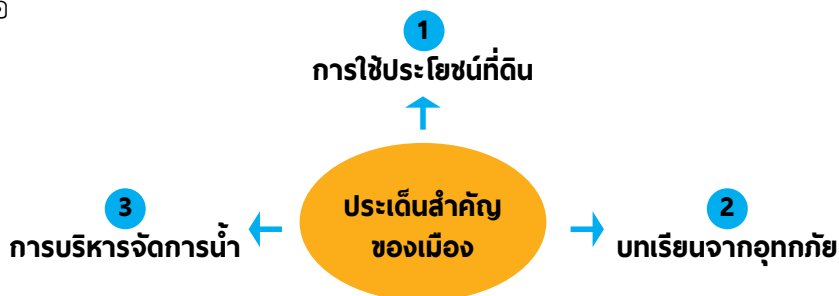 1
การใช้ประโยชน์ที่ดิน
ประเด็นสำคัญ
ของเมือง
2
บทเรียนจากอุทกภัย
3
การบริหารจัดการน้ำ